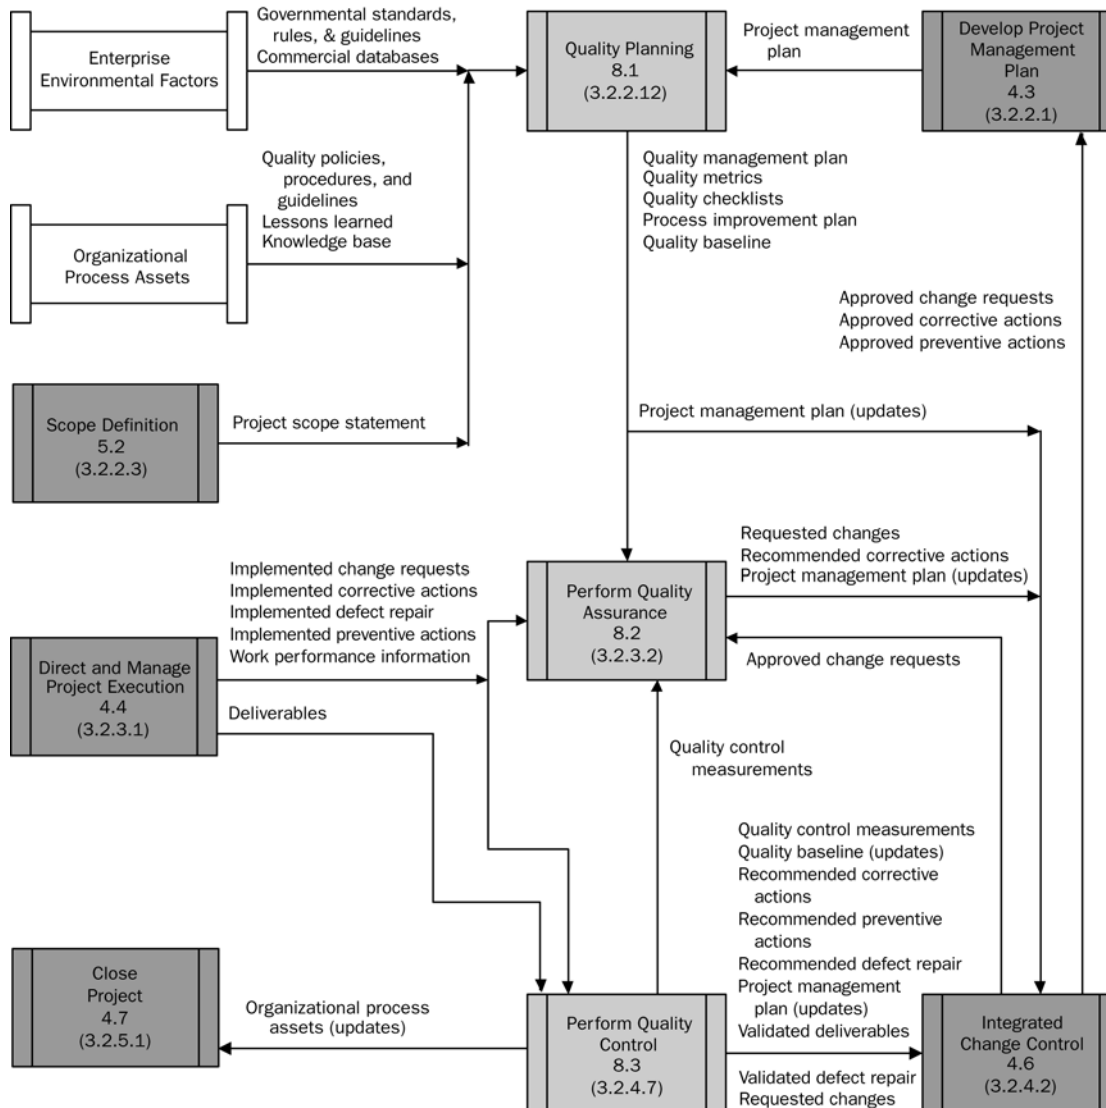 Governmental standards,
rules, & guidelines
Commercial databases
Enterprise
Environmental Factors
Quality Planning
8.1
(3.2.2.12)
Project management
plan
Develop Project
Management
Plan
4.3
(3.2.2.1)
Quality policies,
procedures, and
guidelines
Lessons learned
Knowledge base
Organizational
Process Assets
Quality management plan
Quality metrics
Quality checklists
Process improvement plan
Quality baseline
Approved change requests
Approved corrective actions
Approved preventive actions
Scope Definition
5.2
(3.2.2.3)
Project scope statement
Project management plan (updates)
Implemented change requests
Implemented corrective actions
Implemented defect repair
Implemented preventive actions
Work performance information
Direct and Manage
Project Execution
4.4
(3.2.3.1)
Deliverables
Perform Quality
Assurance
8.2
(3.2.3.2)
Requested changes
Recommended corrective actions
Project management plan (updates)
Approved change requests
Quality control
measurements
Quality control measurements
Quality baseline (updates)
Recommended corrective
actions
Recommended preventive
actions
Recommended defect repair
Project management
plan (updates)
Validated deliverables
Close
Project
4.7
(3.2.5.1)
Organizational process
assets (updates)
Perform Quality
Control
8.3
(3.2.4.7)
Validated defect repair
Requested changes
Integrated
Change Control
4.6
(3.2.4.2)